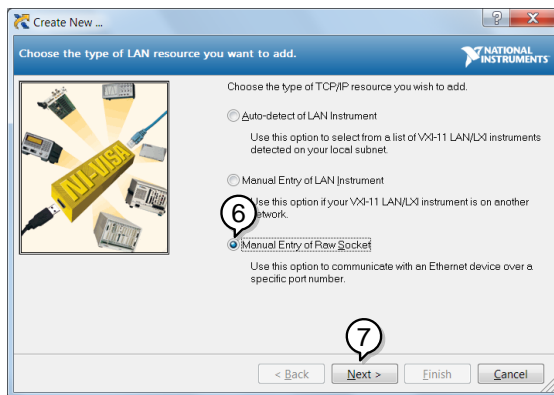 Create New ...
Choose the type of LAN resource you want to add.
NATIONAL
INSTRUMENTS
Choose the type of TCP/IP resource you wish to add.
Auto-detect of LAN Instrument
Use this option to select from a list of VXI-11 LAN/LXI instruments
detected on your local subnet.
Manual Entry of LAN Instrument
Use this option if your VXI-11 LAN/LXI instrument is on another
network.
6
Manual Entry of Raw Socket
Use this option to communicate with an Ethernet device over a
specific port number.
NI-VISA
7
< Back
Next >
Finish
Cancel